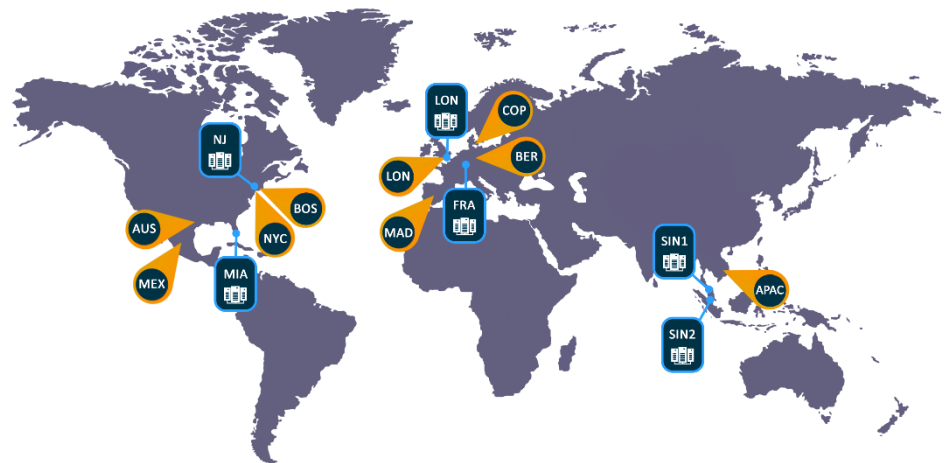 LON
COP
NJ
BER
LON
FRA
BOS
AUS
MAD
NYC
SIN1
MIA
MEX
APAC
SIN2